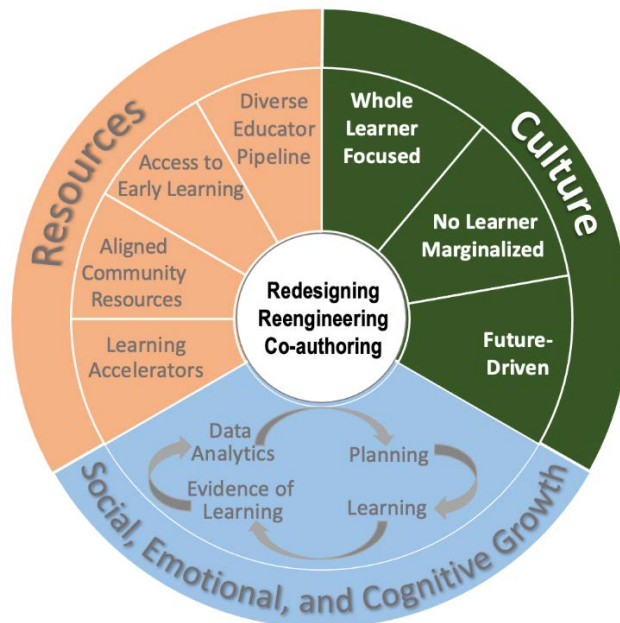 Resources
Diverse
Educator
Pipeline
Access to
Early Learning
Aligned
Community
Resources
Learning
Accelerators
Culture
Whole
Learner
Focused
No Learner
Marginalized
Future-
Driven
Redesigning
Reengineering
Co-authoring
Data
Analytics
Planning
Evidence of
Learning
Learning
Social, Emotional, and Cognitive Growth